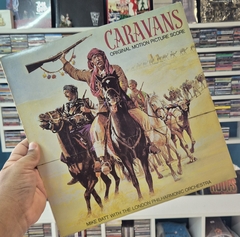 CARAVANS
ORIGINAL MOTION PICTURE SCORE
MIKE BATT WITH THE LONDON PHILHARMONIC ORCHESTRA